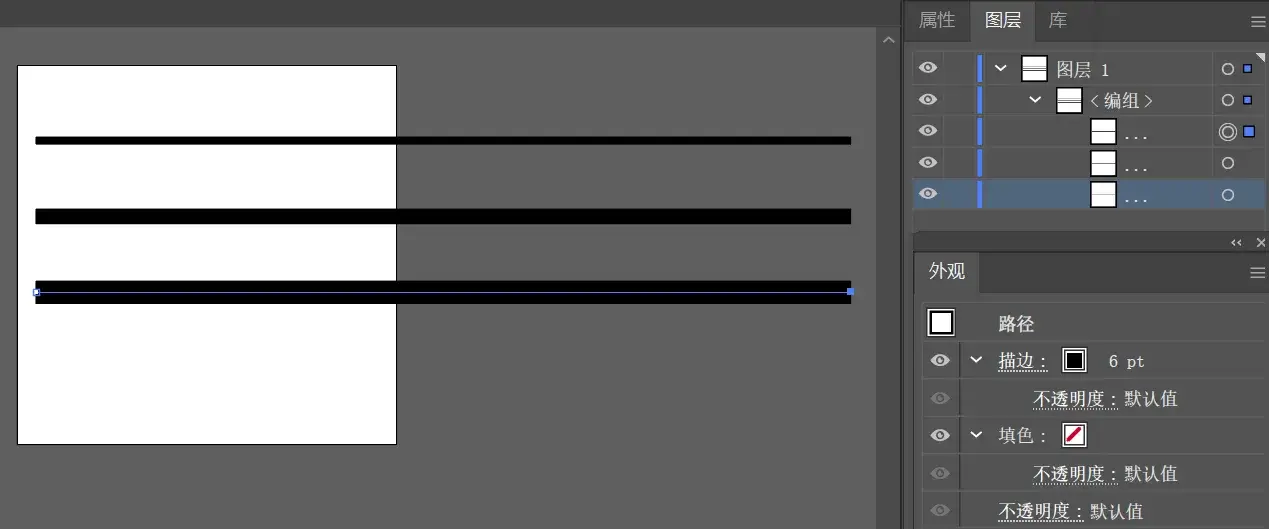 属性 图层 库
图层 1
<编组>
...
...
...
外观
路径
描边： 6 pt
不透明度：默认值
填色：
不透明度：默认值
不透明度：默认值